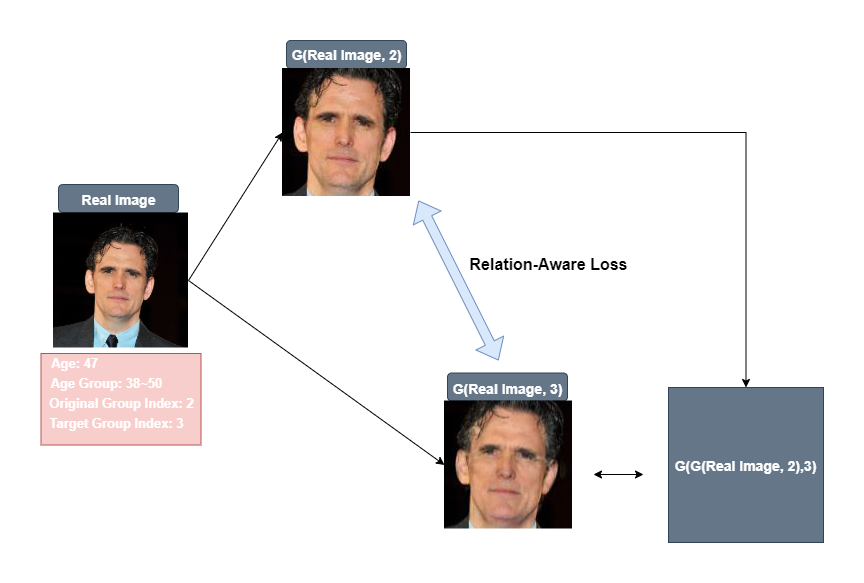 G(Real Image, 2)
Real Image
Relation-Aware Loss
Age: 47
Age Group: 38~50
Original Group Index: 2
Target Group Index: 3
G(Real Image, 3)
G(G(Real Image, 2),3)